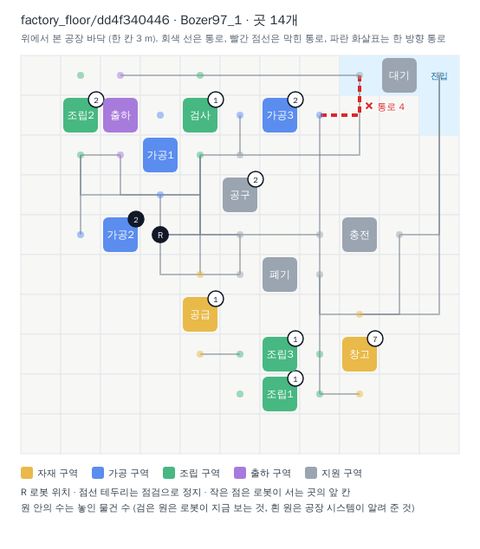 factory_floor/dd4f340446 · Bozer97_1 · 곳 14개
위에서 본 공장 바닥 (한 칸 3 m). 회색 선은 통로, 빨간 점선은 막힌 통로, 파란 화살표는 한 방향 통로
대기
전립
조립2 2
출하
검사 1
가공3 2
✕ 통로 4
가공1
공구 2
가공2 2
R
충전
폐기
공급 1
조립3 1
창고 7
조립1 1
자재 구역
가공 구역
조립 구역
출하 구역
지원 구역
R 로봇 위치 · 점선 테두리는 점검으로 정지 · 작은 점은 로봇이 서는 곳의 앞 칸
원 안의 수는 놓인 물건 수 (검은 원은 로봇이 지금 보는 것, 흰 원은 공장 시스템이 알려 준 것)